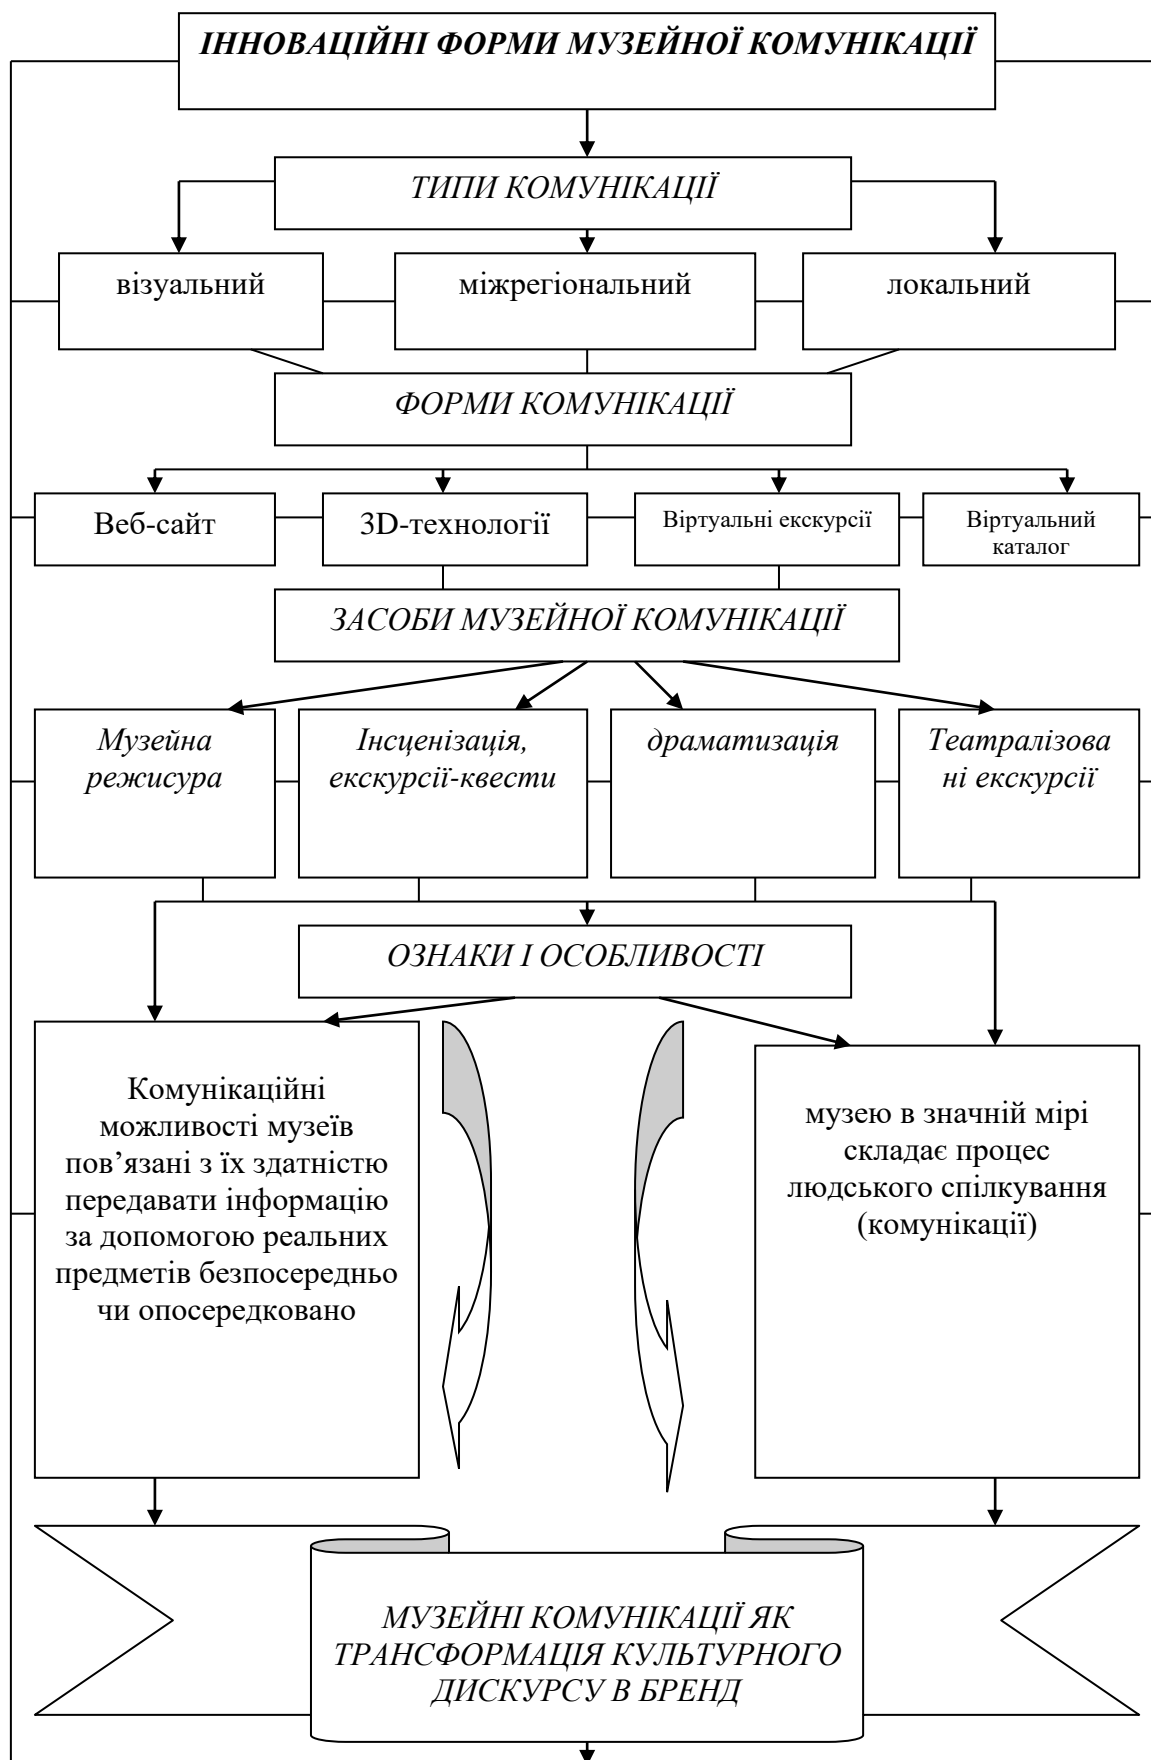 ІННОВАЦІЙНІ ФОРМИ МУЗЕЙНОЇ КОМУНІКАЦІЇ
ТИПИ КОМУНІКАЦІЇ
візуальний
міжрегіональний
локальний
ФОРМИ КОМУНІКАЦІЇ
Веб-сайт
3D-технології
Віртуальні екскурсії
Віртуальний
каталог
ЗАСОБИ МУЗЕЙНОЇ КОМУНІКАЦІЇ
Музейна
режисура
Інсценізація,
екскурсії-квести
драматизація
Театралізова
ні екскурсії
ОЗНАКИ І ОСОБЛИВОСТІ
Комунікаційні
можливості музеїв
пов’язані з їх здатністю
передавати інформацію
за допомогою реальних
предметів безпосередньо
чи опосередковано
музею в значній мірі
складає процес
людського спілкування
(комунікації)
МУЗЕЙНІ КОМУНІКАЦІЇ ЯК
ТРАНСФОРМАЦІЯ КУЛЬТУРНОГО
ДИСКУРСУ В БРЕНД